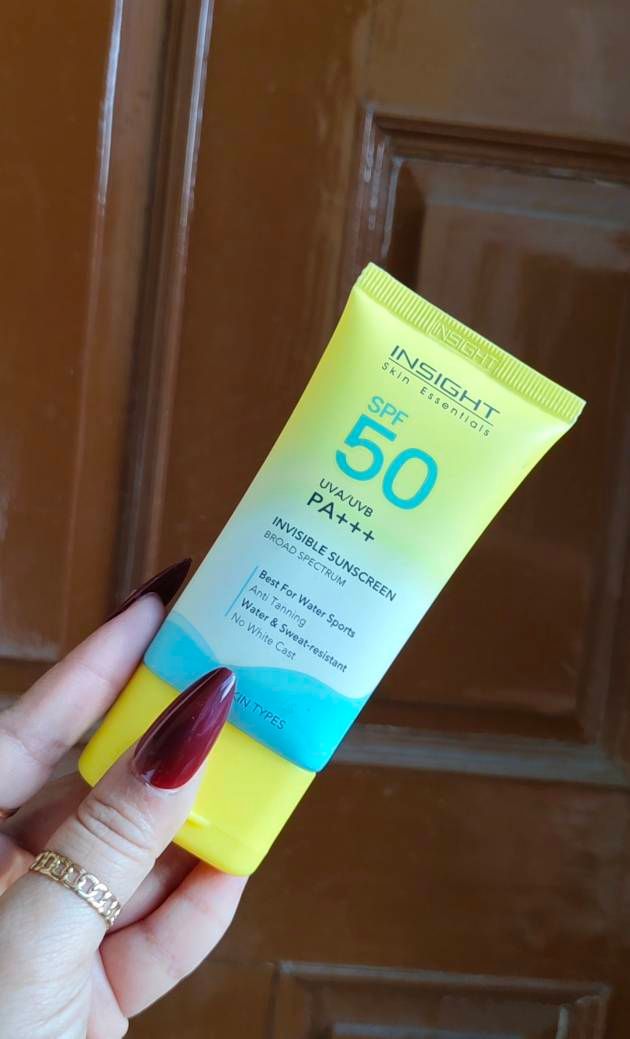 INSIGHT
INSIGHT
Skin Essentials
SPF
50
UVA/UVB
PA+++
INVISIBLE SUNSCREEN
BROAD SPECTRUM
Best For Water Sports
Anti Tanning
Water & Sweat-resistant
No White Cast
TYPES